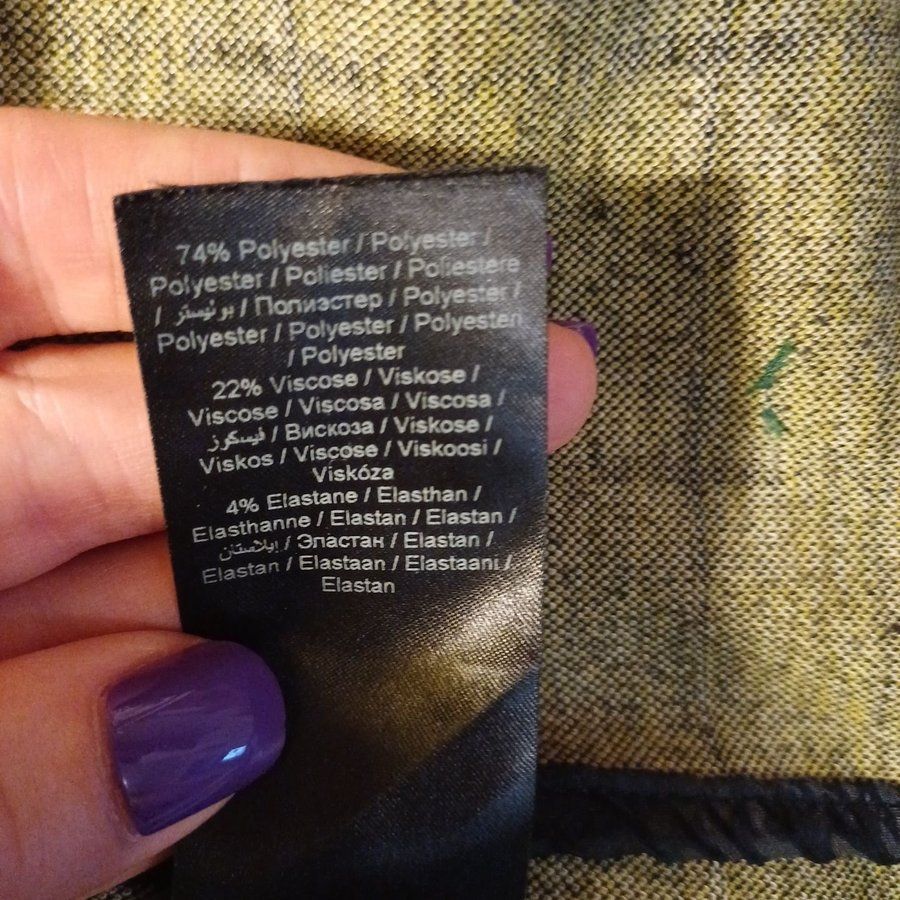 74% Polyester / Polyester /
Polyester / Poliester / Poliestere
/ بوليستر / Полиэстер / Polyester /
Polyester / Polyester / Polyesteri
/ Polyester
22% Viscose / Viskose /
Viscose / Viscosa / Viscosa /
فيسكوز / Вискоза / Viskose /
Viskos / Viscose / Viskoosi /
Viskóza
4% Elastane / Elasthan /
Elasthanne / Elastan / Elastan /
إيلاستان / Эластан / Elastan /
Elastan / Elastaan / Elastaani /
Elastan